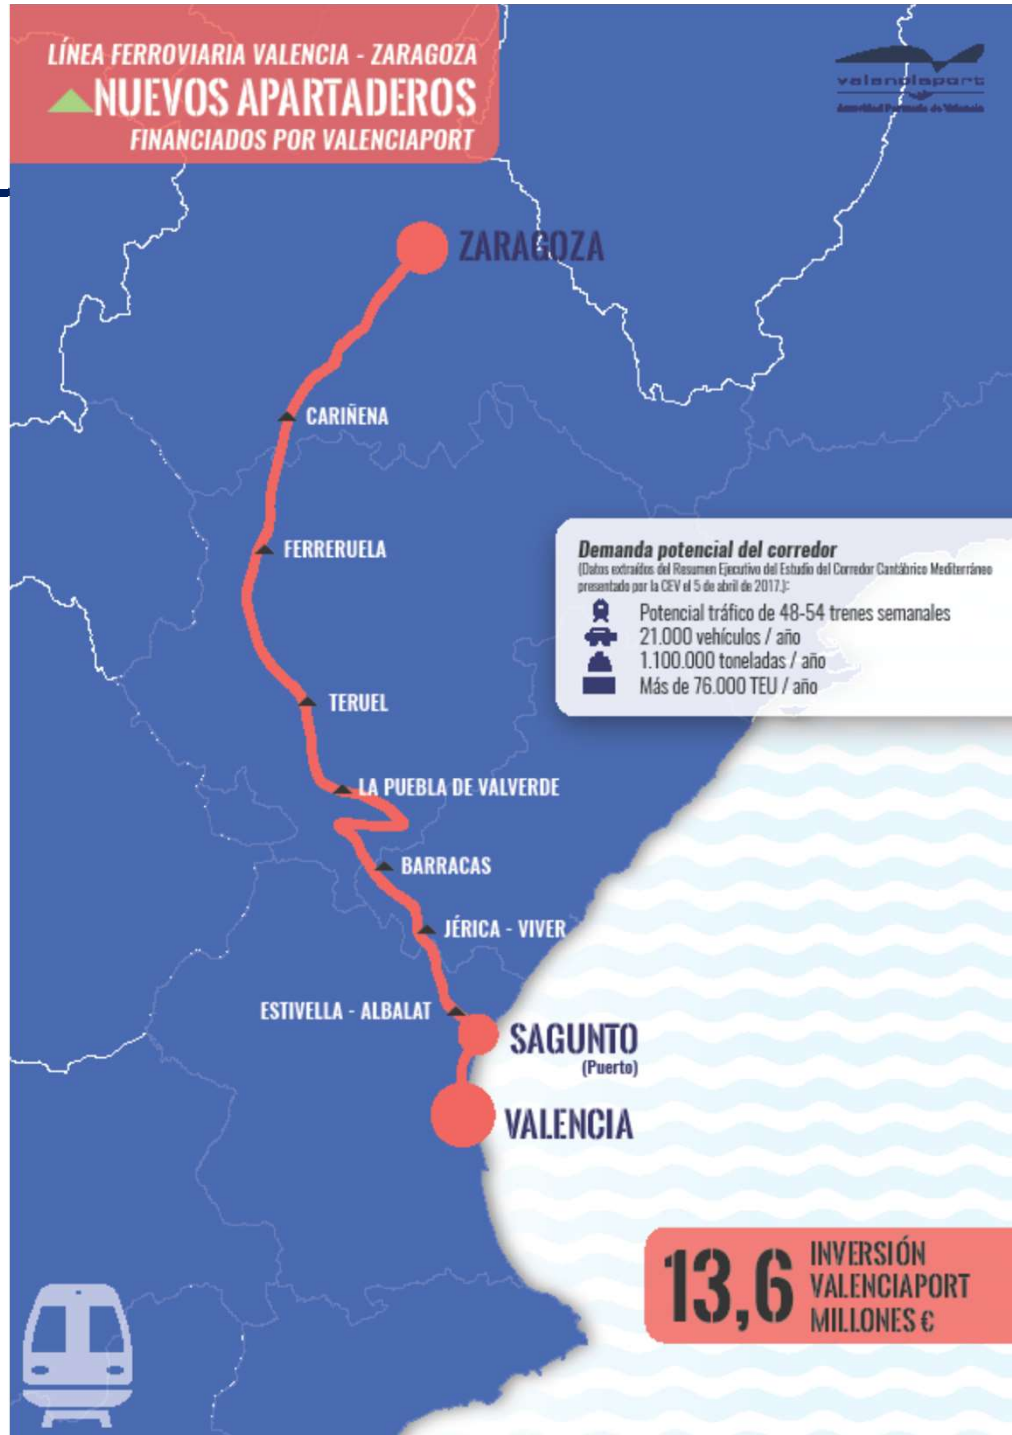 LÍNEA FERROVIARIA VALENCIA - ZARAGOZA
NUEVOS APARTADEROS
FINANCIADOS POR VALENCIAPORT
valenciaport
Autoridad Portuaria de Valencia
ZARAGOZA
CARIÑENA
FERRERUELA
Demanda potencial del corredor
(Datos extraídos del Resumen Ejecutivo del Estudio del Corredor Cantábrico Mediterráneo
presentado por la CEV el 5 de abril de 2017.):
Potencial tráfico de 48-54 trenes semanales
21.000 vehículos / año
1.100.000 toneladas / año
Más de 76.000 TEU / año
TERUEL
LA PUEBLA DE VALVERDE
BARRACAS
JÉRICA - VIVER
ESTIVELLA - ALBALAT
SAGUNTO
(Puerto)
VALENCIA
13,6
INVERSIÓN
VALENCIAPORT
MILLONES €